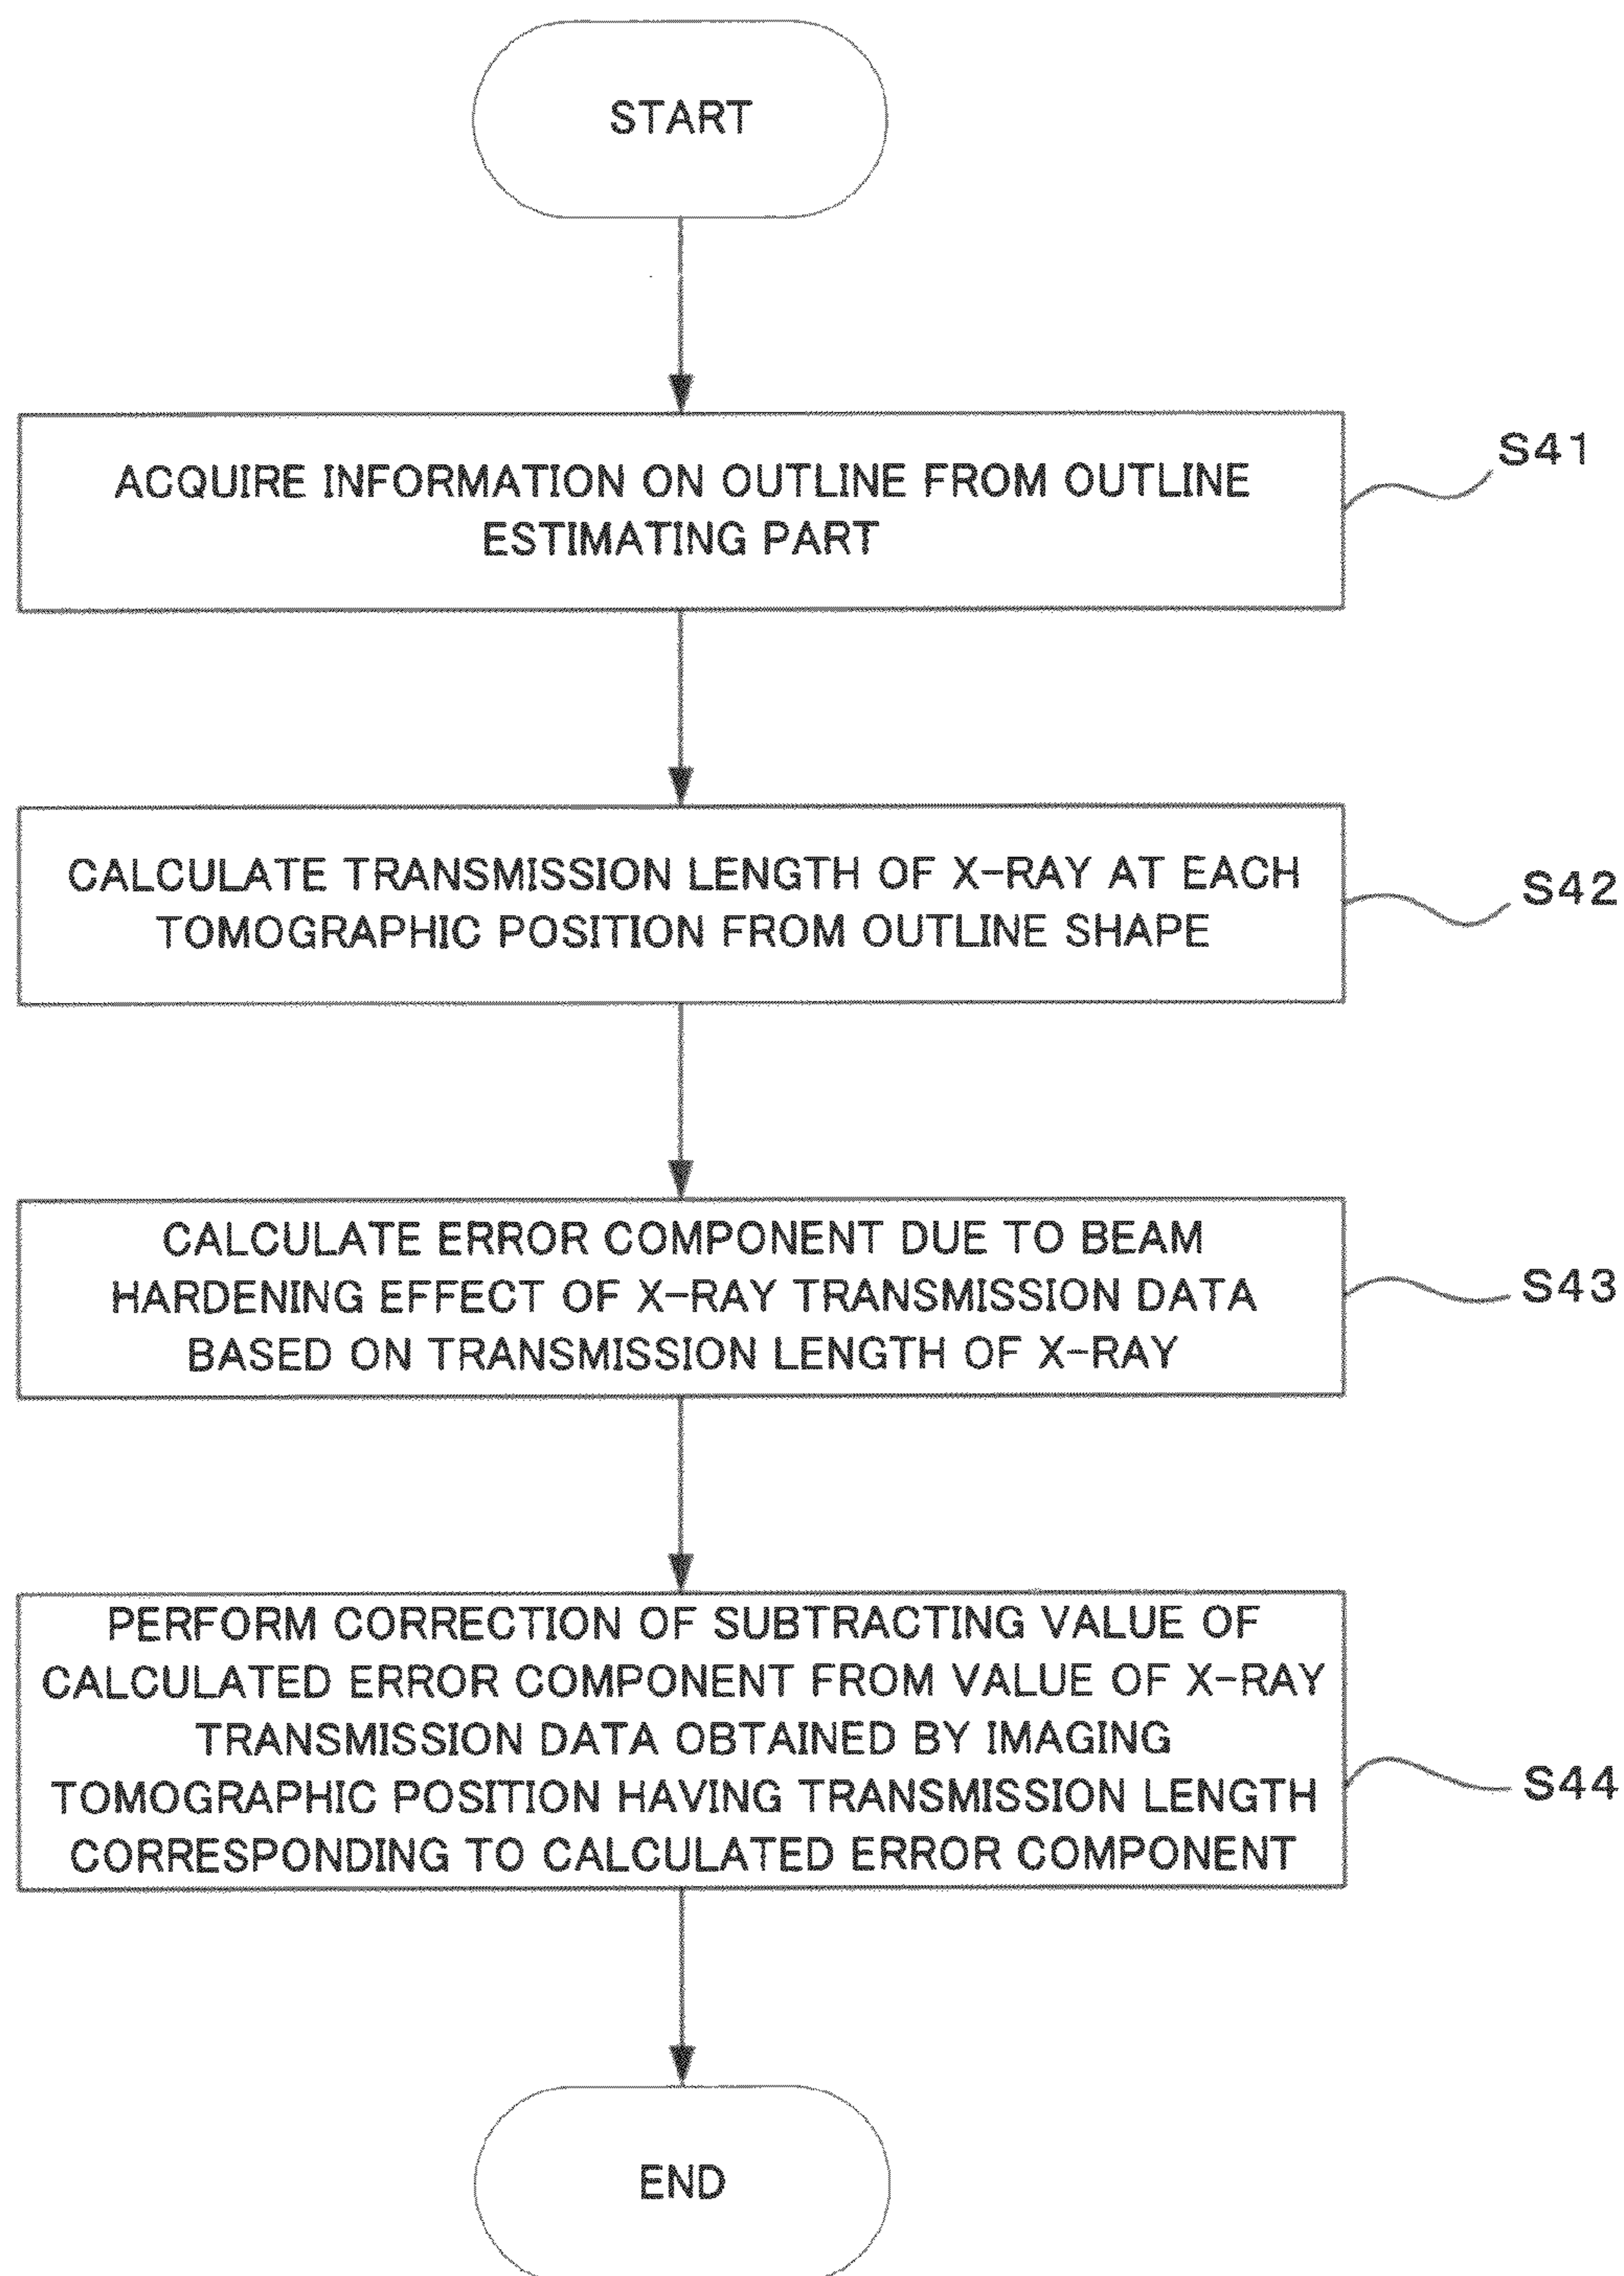 START
ACQUIRE INFORMATION ON OUTLINE FROM OUTLINE
ESTIMATING PART
S41
CALCULATE TRANSMISSION LENGTH OF X-RAY AT EACH
TOMOGRAPHIC POSITION FROM OUTLINE SHAPE
S42
CALCULATE ERROR COMPONENT DUE TO BEAM
HARDENING EFFECT OF X-RAY TRANSMISSION DATA
BASED ON TRANSMISSION LENGTH OF X-RAY
S43
PERFORM CORRECTION OF SUBTRACTING VALUE OF
CALCULATED ERROR COMPONENT FROM VALUE OF X-RAY
TRANSMISSION DATA OBTAINED BY IMAGING
TOMOGRAPHIC POSITION HAVING TRANSMISSION LENGTH
CORRESPONDING TO CALCULATED ERROR COMPONENT
S44
END